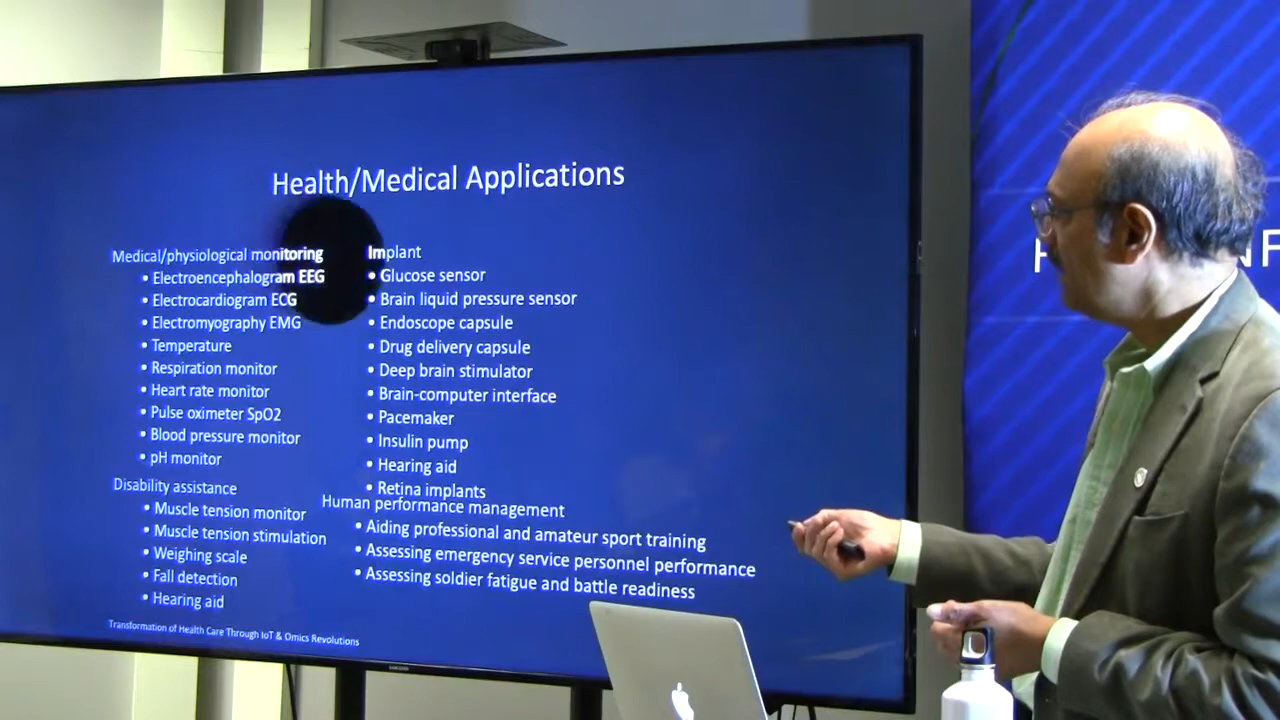 Health/Medical Applications
Medical/physiological monitoring
• Electroencephalogram EEG
• Electrocardiogram ECG
• Electromyography EMG
• Temperature
• Respiration monitor
• Heart rate monitor
• Pulse oximeter SpO2
• Blood pressure monitor
• pH monitor
Disability assistance
• Muscle tension monitor
• Muscle tension stimulation
• Weighing scale
• Fall detection
• Hearing aid
Implant
• Glucose sensor
• Brain liquid pressure sensor
• Endoscope capsule
• Drug delivery capsule
• Deep brain stimulator
• Brain-computer interface
• Pacemaker
• Insulin pump
• Hearing aid
• Retina implants
Human performance management
• Aiding professional and amateur sport training
• Assessing emergency service personnel performance
• Assessing soldier fatigue and battle readiness
Transformation of Health Care Through IoT & Omics Revolutions
SAMSUNG